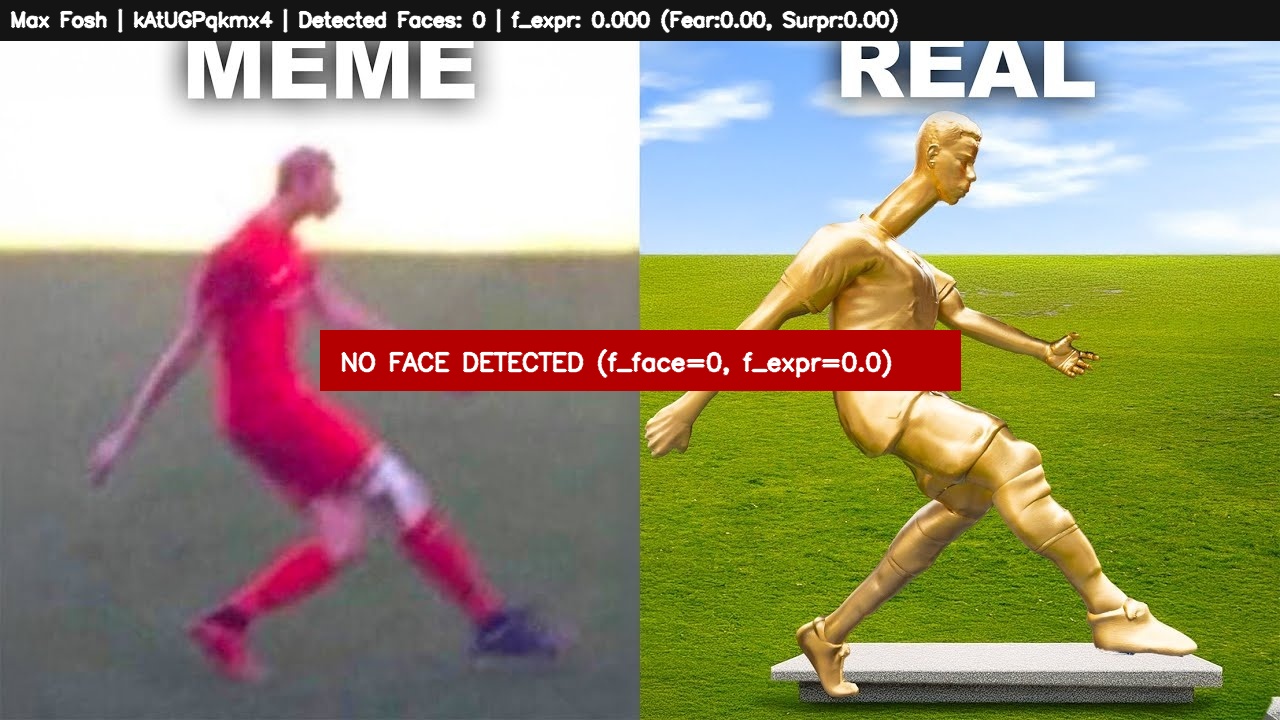 Max Fosh | kAtUGPqkmx4 | Detected Faces: 0 | f_expr: 0.000 (Fear:0.00, Surpr:0.00)
MEME
REAL
NO FACE DETECTED (f_face=0, f_expr=0.0)